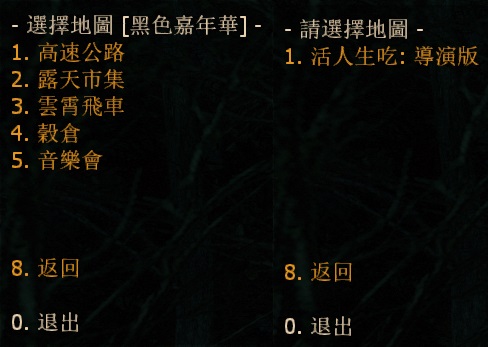 - 選擇地圖 [黑色嘉年華] -
1. 高速公路
2. 露天市集
3. 雲霄飛車
4. 穀倉
5. 音樂會
8. 返回
0. 退出
- 請選擇地圖 -
1. 活人生吃: 導演版
8. 返回
0. 退出